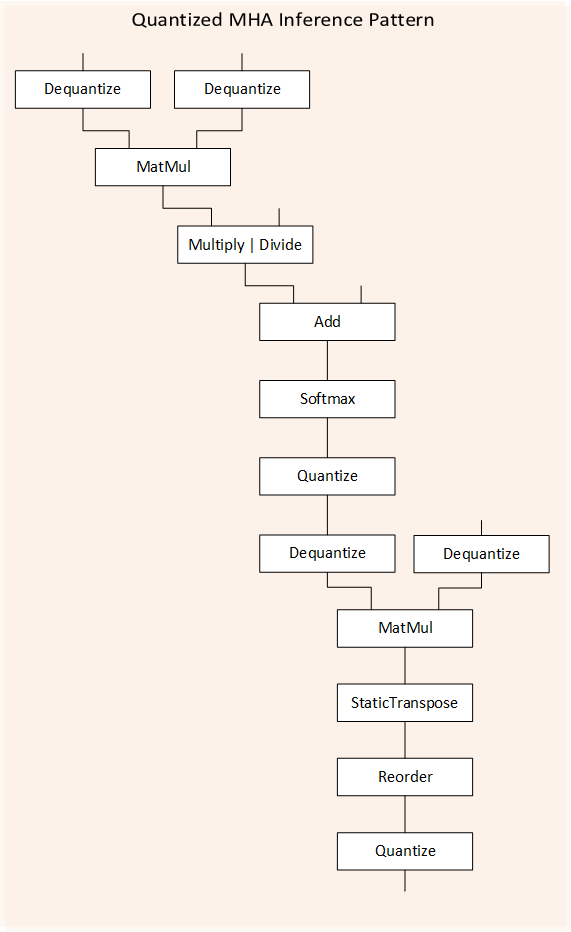 Quantized MHA Inference Pattern
Dequantize
Dequantize
MatMul
Multiply | Divide
Add
Softmax
Quantize
Dequantize
Dequantize
MatMul
StaticTranspose
Reorder
Quantize